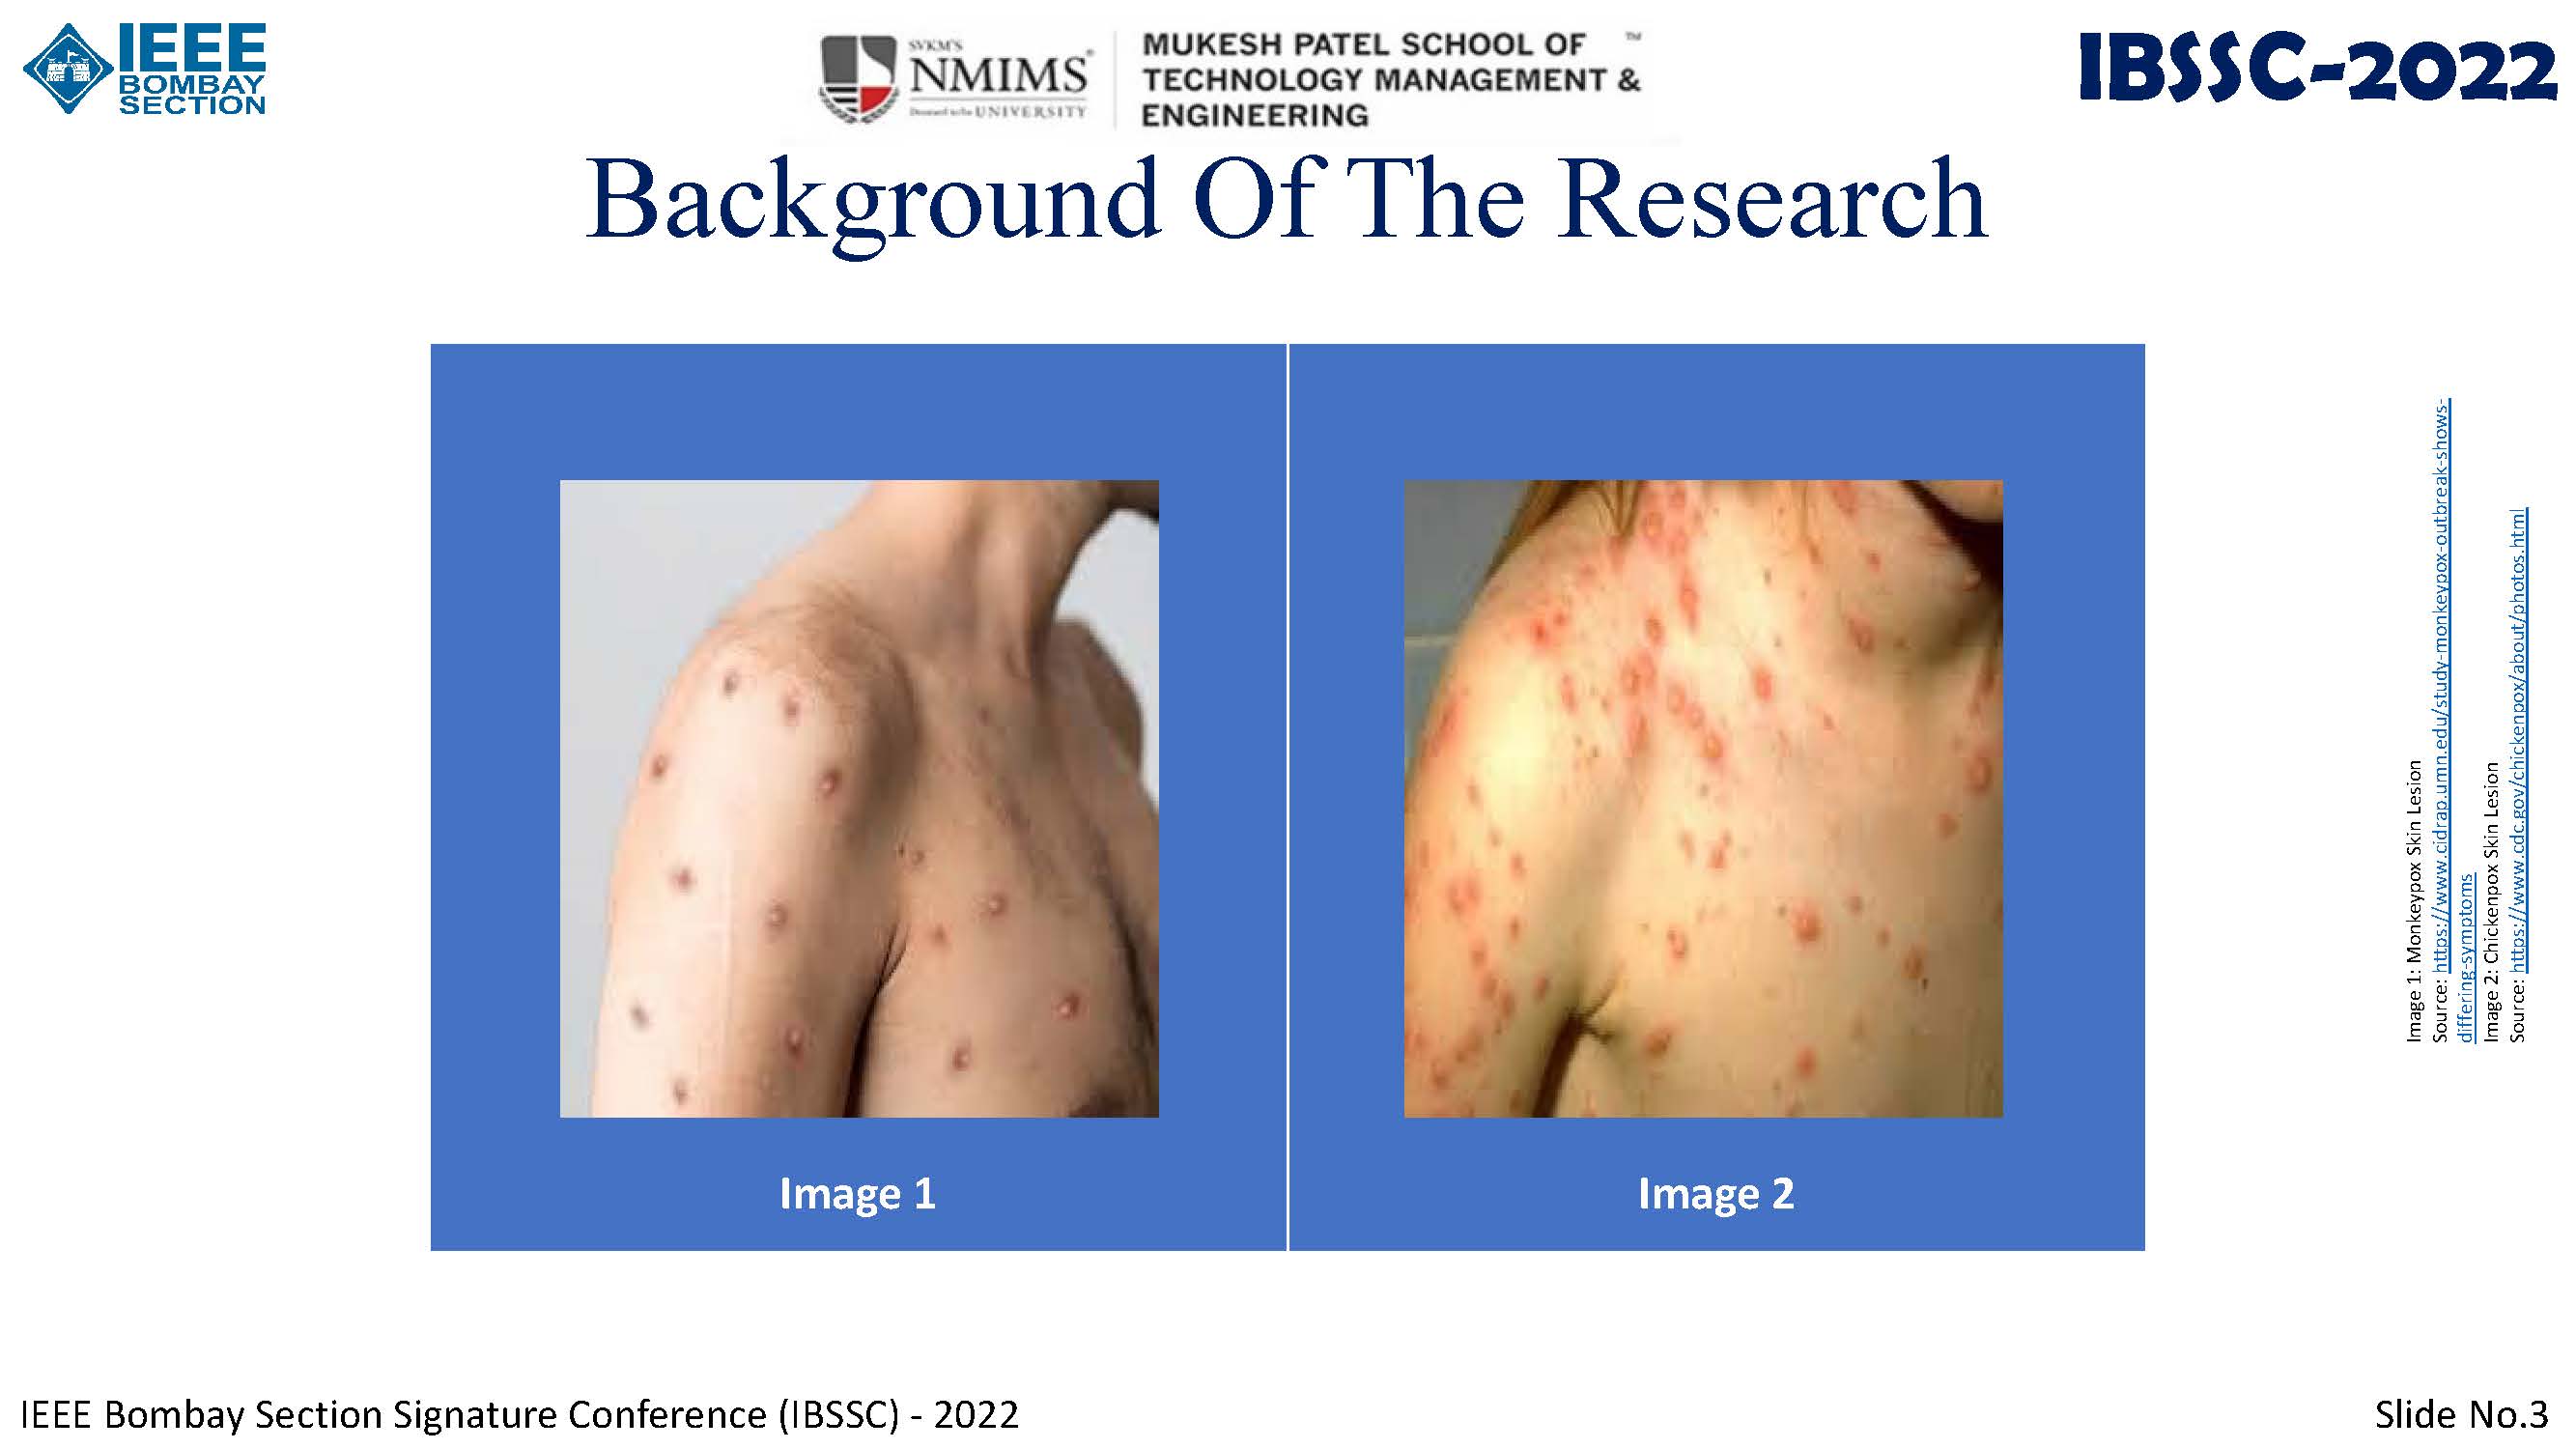 IEEE
BOMBAY
SECTION
SVKM'S
NMIMS
Deemed to be UNIVERSITY
MUKESH PATEL SCHOOL OF ™
TECHNOLOGY MANAGEMENT &
ENGINEERING
IBSSC-2022
Background Of The Research
Image 1
Image 2
Image 1: Monkeypox Skin Lesion
Source: https://www.cidrap.umn.edu/study-monkeypox-outbreak-shows-
differing-symptoms
Image 2: Chickenpox Skin Lesion
Source: https://www.cdc.gov/chickenpox/about/photos.html
IEEE Bombay Section Signature Conference (IBSSC) - 2022
Slide No.3